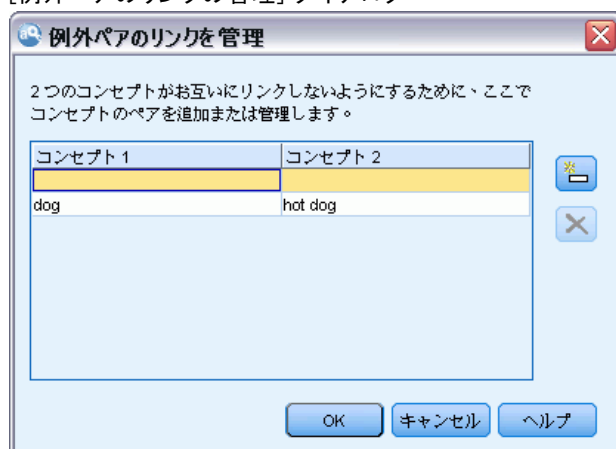 例外ペアのリンクを管理
2つのコンセプトがお互いにリンクしないようにするために、ここで
コンセプトのペアを追加または管理します。
コンセプト 1 コンセプト 2
dog hot dog
OK キャンセル ヘルプ